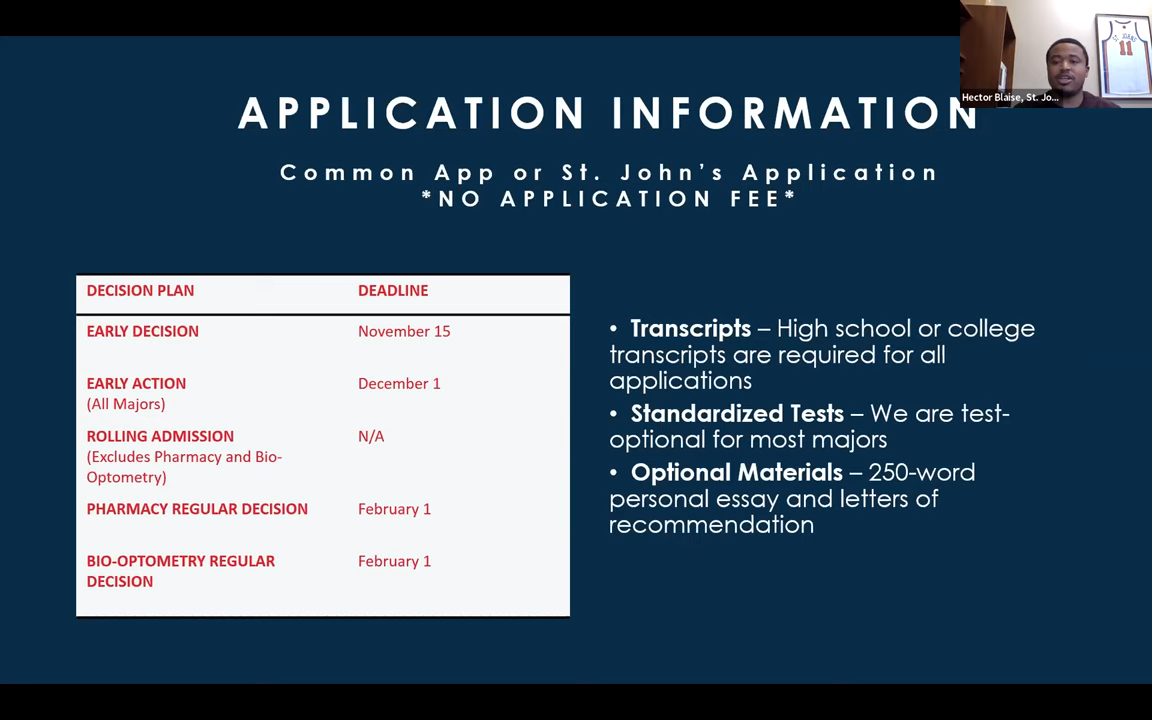 APPLICATION INFORMATION
Common App or St. John's Application
*NO APPLICATION FEE*
Hector Blaise, St. Jo...
ST. JOHN'S
11
DECISION PLAN DEADLINE
EARLY DECISION November 15
EARLY ACTION December 1
(All Majors)
ROLLING ADMISSION N/A
(Excludes Pharmacy and Bio-
Optometry)
PHARMACY REGULAR DECISION February 1
BIO-OPTOMETRY REGULAR February 1
DECISION
• Transcripts – High school or college
transcripts are required for all
applications
• Standardized Tests – We are test-
optional for most majors
• Optional Materials – 250-word
personal essay and letters of
recommendation